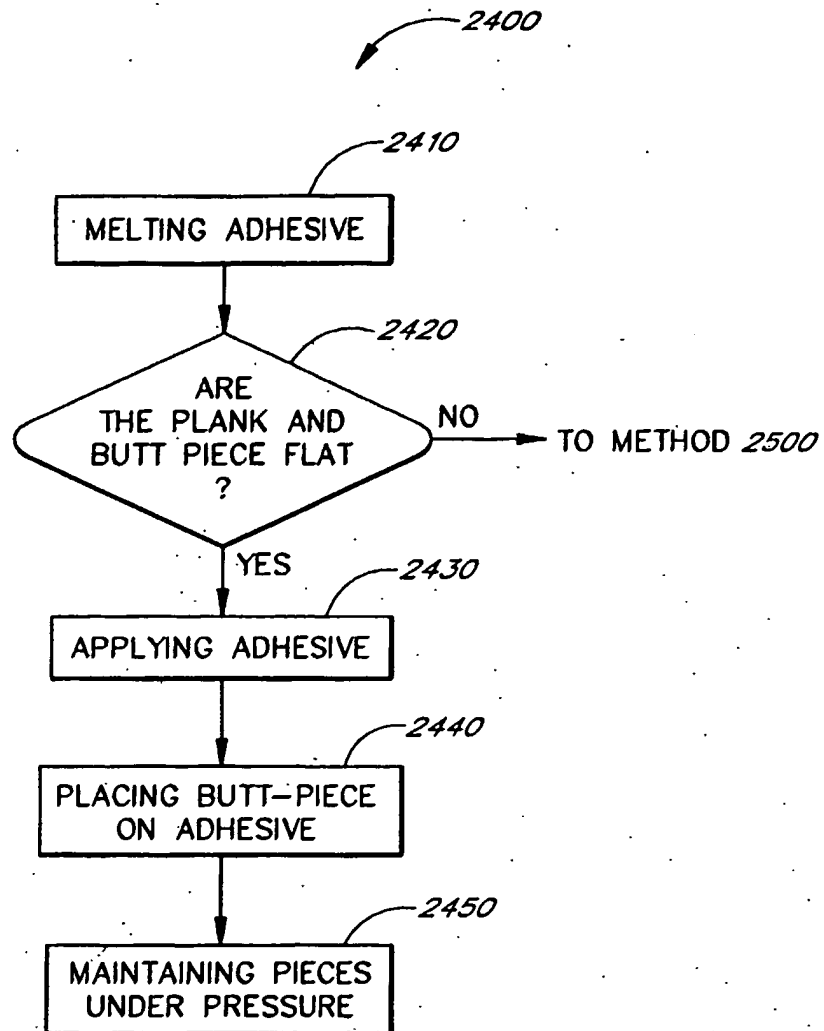 2400
2410
MELTING ADHESIVE
2420
ARE
THE PLANK AND
BUTT PIECE FLAT
?
NO
TO METHOD 2500
YES
2430
APPLYING ADHESIVE
2440
PLACING BUTT-PIECE
ON ADHESIVE
2450
MAINTAINING PIECES
UNDER PRESSURE